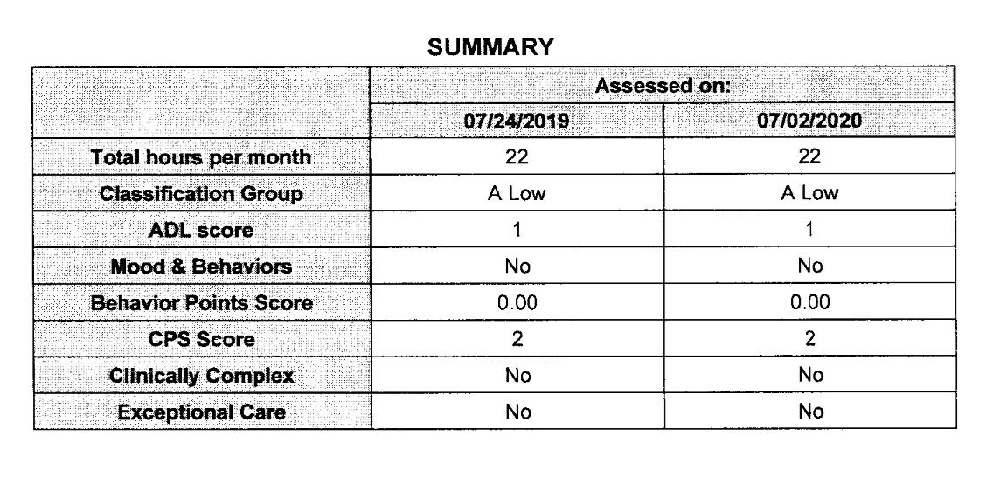 SUMMARY
Assessed on:
07/24/2019 07/02/2020
Total hours per month 22 22
Classification Group A Low A Low
ADL score 1 1
Mood & Behaviors No No
Behavior Points Score 0.00 0.00
CPS Score 2 2
Clinically Complex No No
Exceptional Care No No